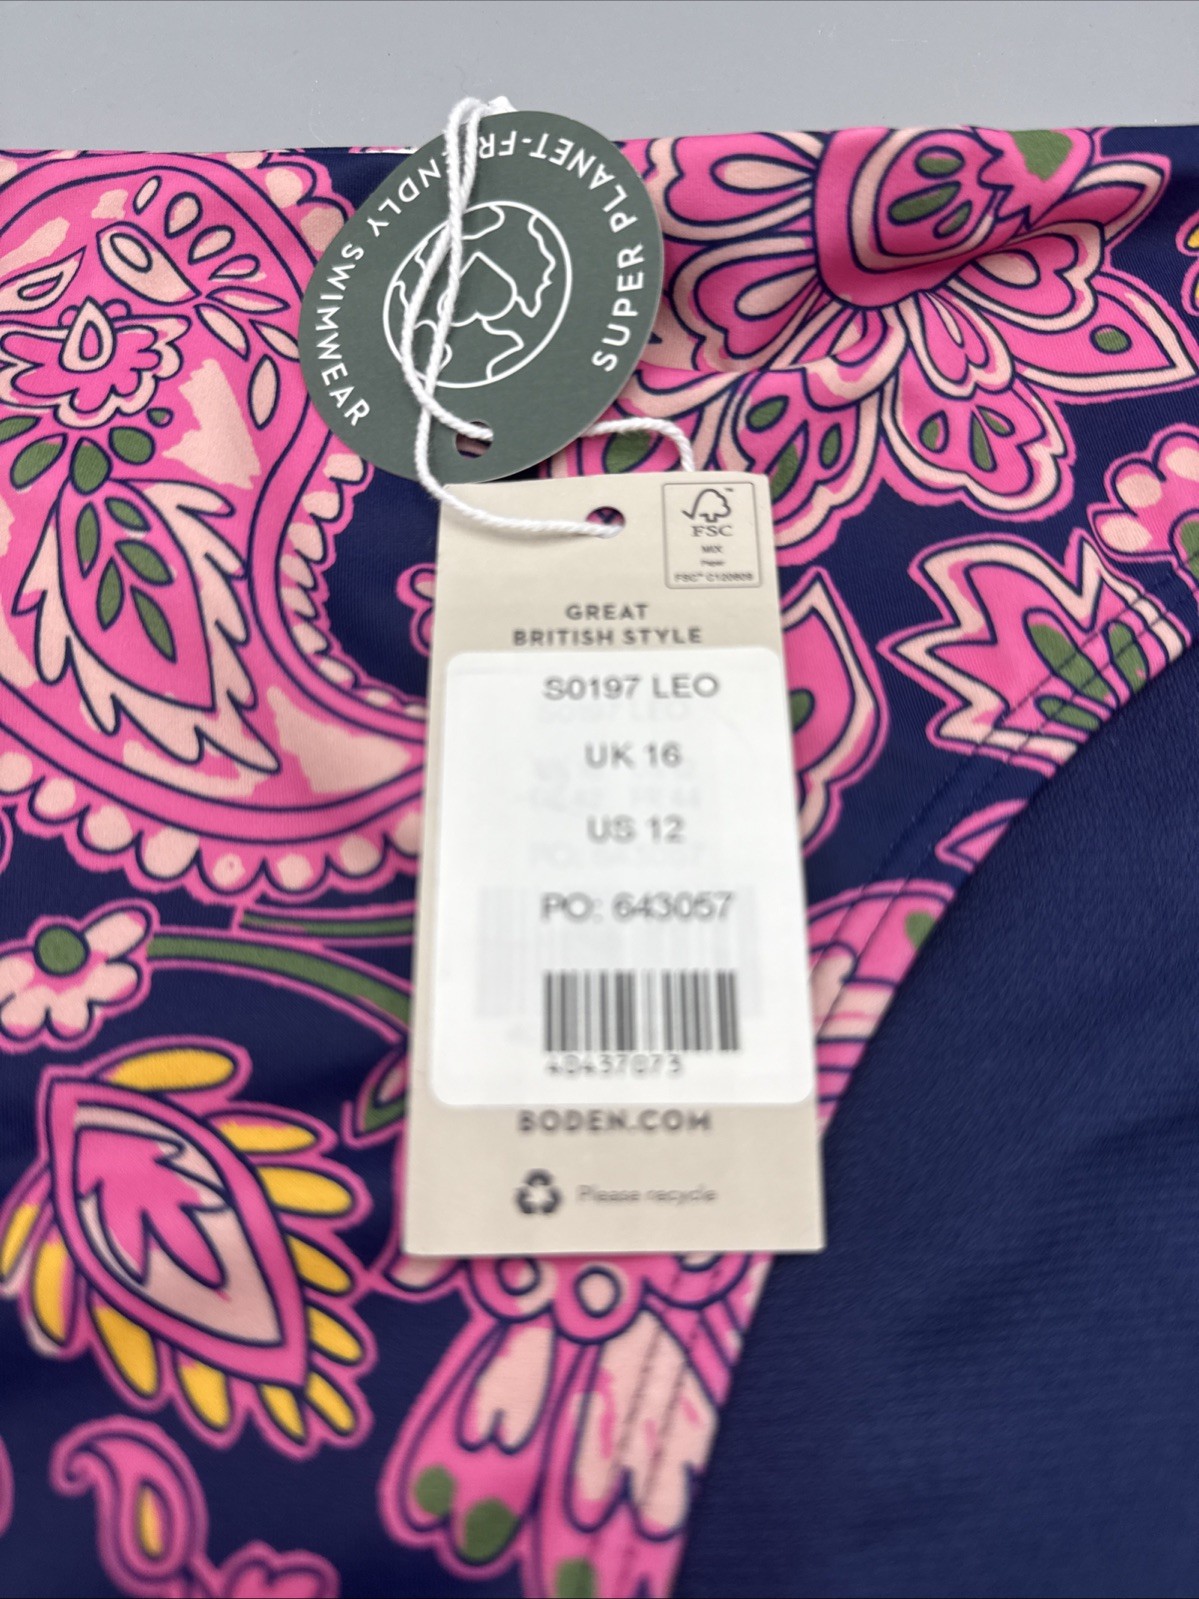 SUPER PLANET-FRIENDLY SWIMWEAR
FSC
MIX
Paper
GREAT
BRITISH STYLE
S0197 LEO
UK 16
US 12
PO: 643057
BODEN.COM
Please recycle